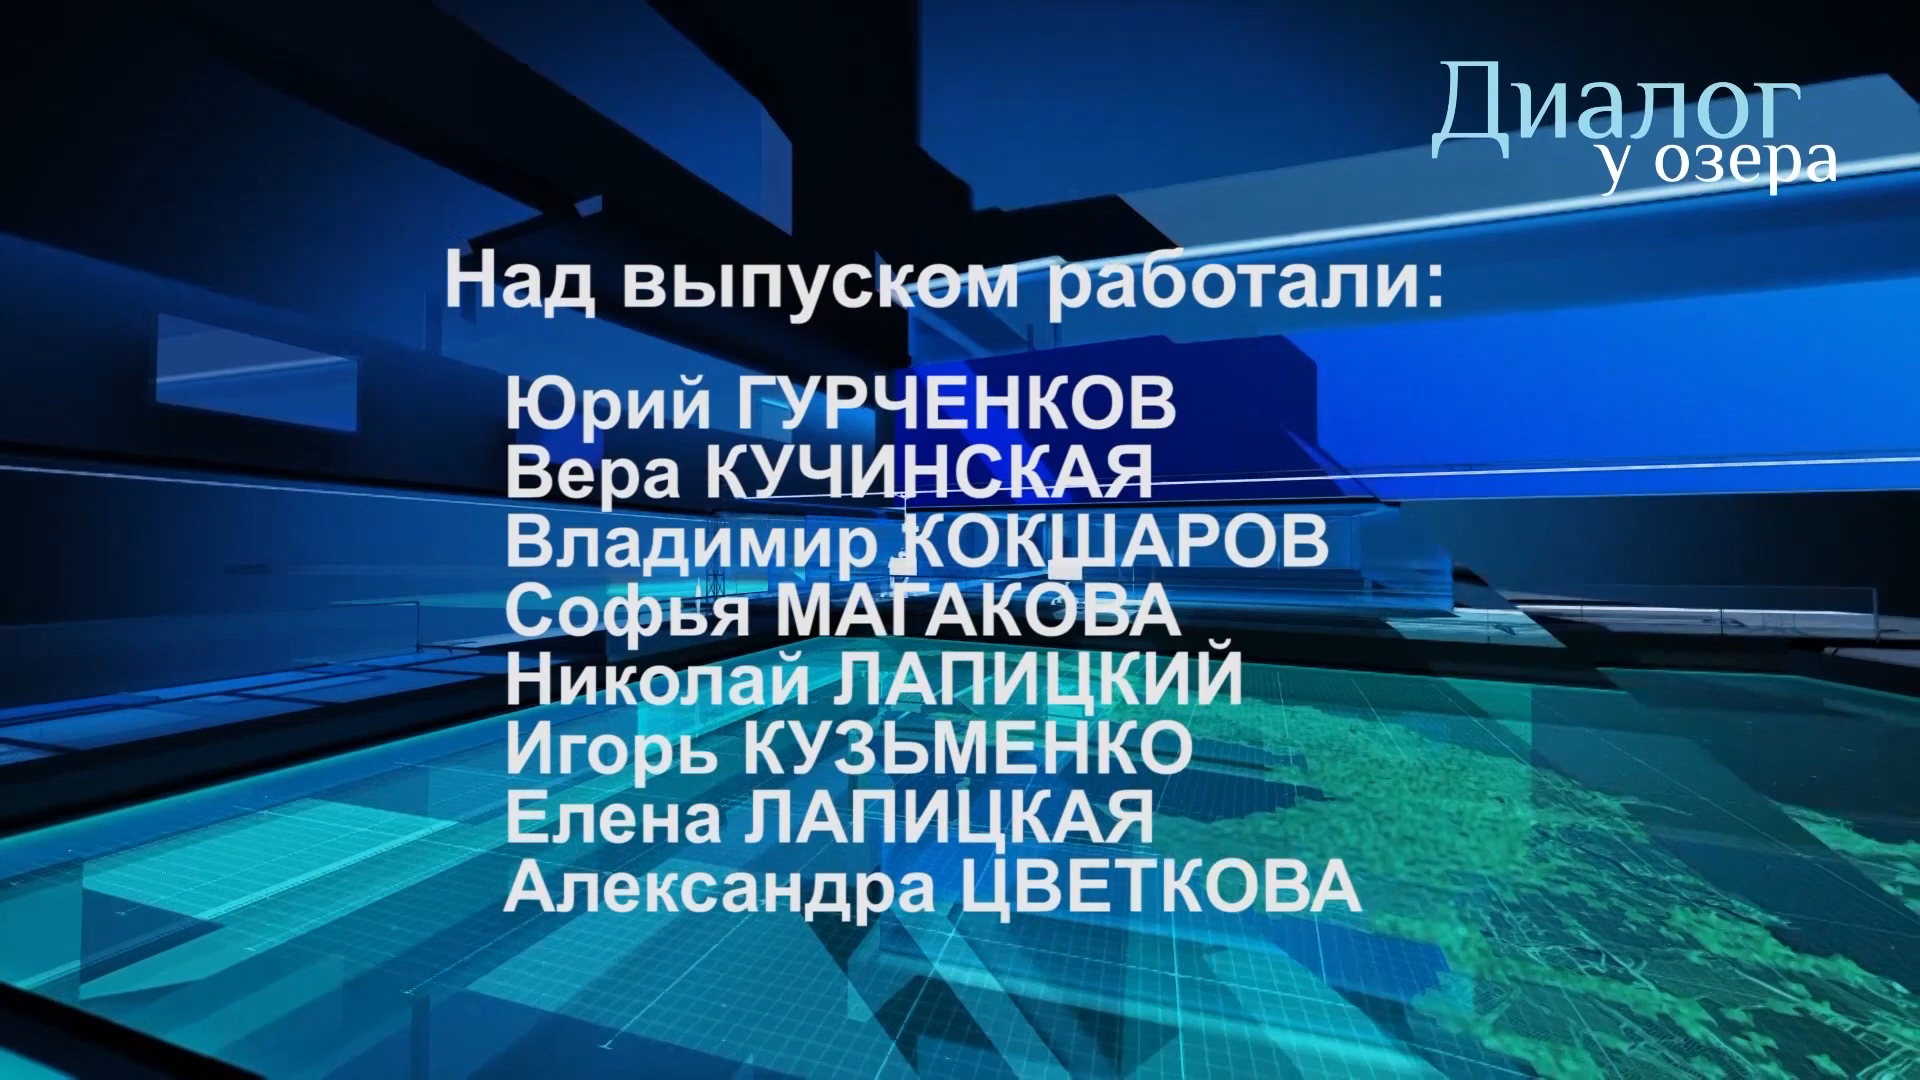 Диалог
у озера
Над выпуском работали:
Юрий ГУРЧЕНКОВ
Вера КУЧИНСКАЯ
Владимир КОКШАРОВ
Софья МАГАКОВА
Николай ЛАПИЦКИЙ
Игорь КУЗЬМЕНКО
Елена ЛАПИЦКАЯ
Александра ЦВЕТКОВА